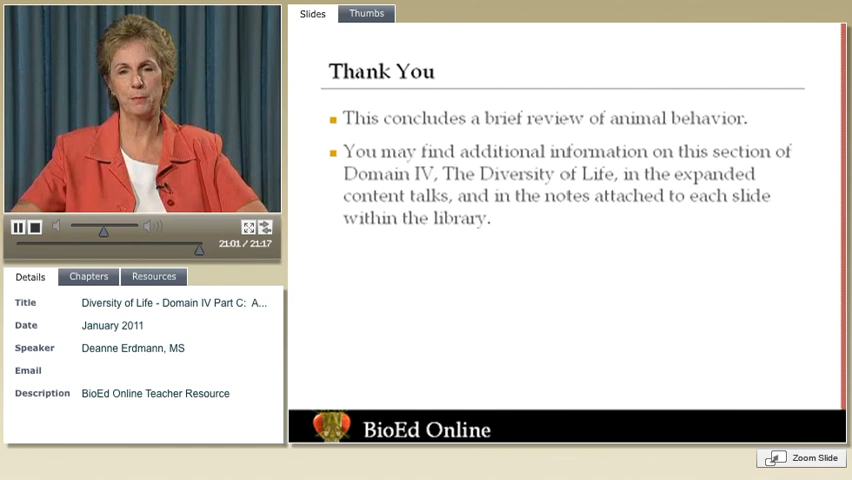 Slides Thumbs
Thank You
This concludes a brief review of animal behavior.
You may find additional information on this section of
Domain IV, The Diversity of Life, in the expanded
content talks, and in the notes attached to each slide
within the library.
21:01 / 21:17
Details Chapters Resources
Title Diversity of Life - Domain IV Part C: A...
Date January 2011
Speaker Deanne Erdmann, MS
Email
Description BioEd Online Teacher Resource
BioEd Online
Zoom Slide